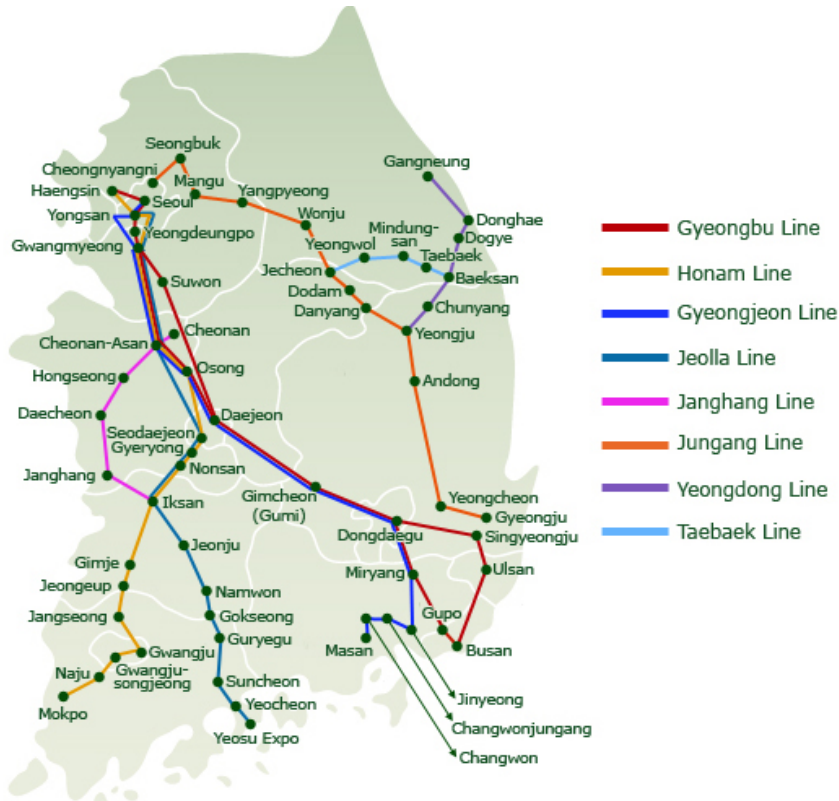 Seongbuk
Cheongnyangni
Haengsin
Mangu
Seoul
Yangpyeong
Yongsan
Yeongdeungpo
Wonju
Gwangmyeong
Gangneung
Donghae
Dogye
Mindung-
san
Yeongwol
Taebaek
Jecheon
Baeksan
Suwon
Dodam
Danyang
Chunyang
Yeongju
Cheonan
Cheonan-Asan
Osong
Hongseong
Andong
Daecheon
Daejeon
Seodaejeon
Gyeryong
Nonsan
Janghang
Gimcheon
(Gumi)
Iksan
Yeongcheon
Gyeongju
Dongdaegu
Singyeongju
Jeonju
Gimje
Miryang
Ulsan
Jeongeup
Namwon
Jangseong
Gokseong
Gupo
Guryegu
Masan
Busan
Gwangju
Gwangju-
songjeong
Naju
Mokpo
Suncheon
Yeocheon
Yeosu Expo
Jinyeong
Changwonjungang
Changwon
Gyeongbu Line
Honam Line
Gyeongjeon Line
Jeolla Line
Janghang Line
Jungang Line
Yeongdong Line
Taebaek Line